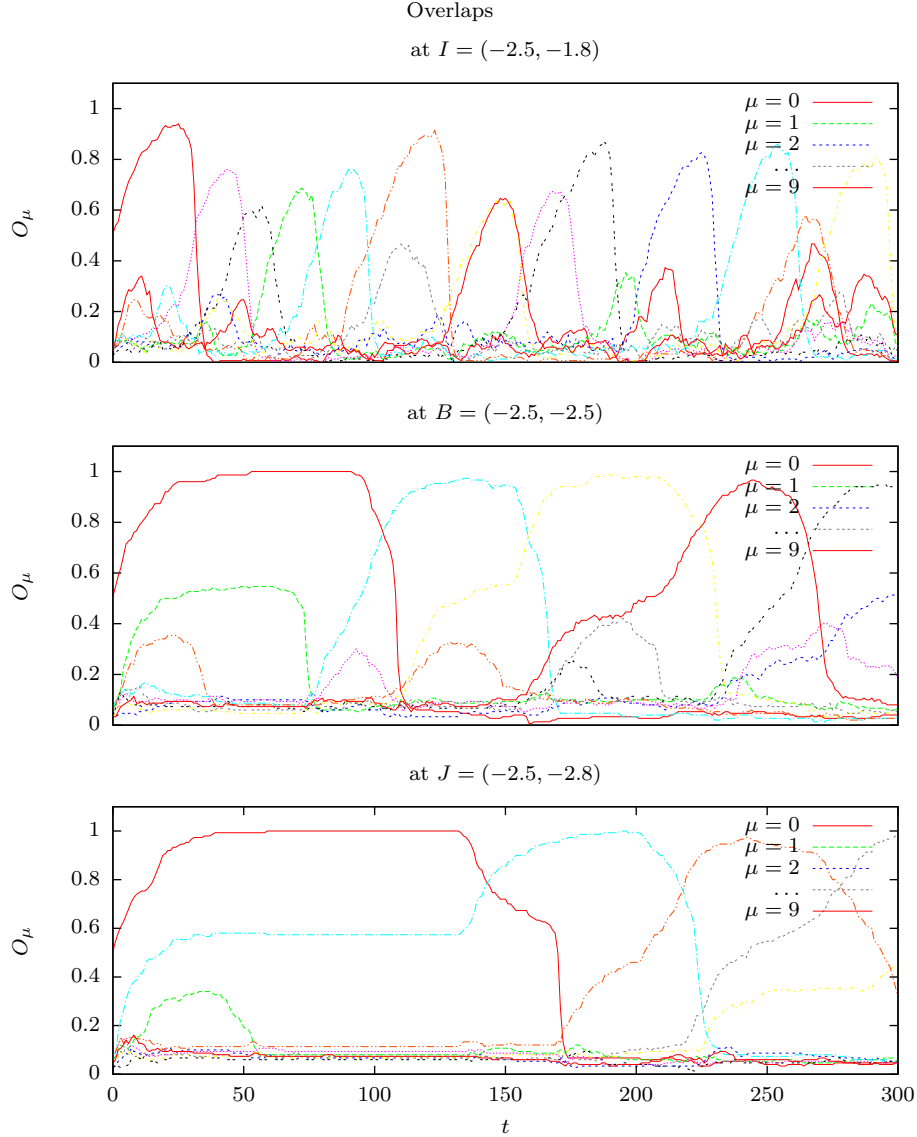 Overlaps
at I = (−2.5, −1.8)
1
0.8
0.6
0.4
0.2
0
O_μ
μ = 0
μ = 1
μ = 2
...
μ = 9
at B = (−2.5, −2.5)
1
0.8
0.6
0.4
0.2
0
O_μ
μ = 0
μ = 1
μ = 2
...
μ = 9
at J = (−2.5, −2.8)
1
0.8
0.6
0.4
0.2
0
O_μ
μ = 0
μ = 1
μ = 2
...
μ = 9
0 50 100 150 200 250 300
t